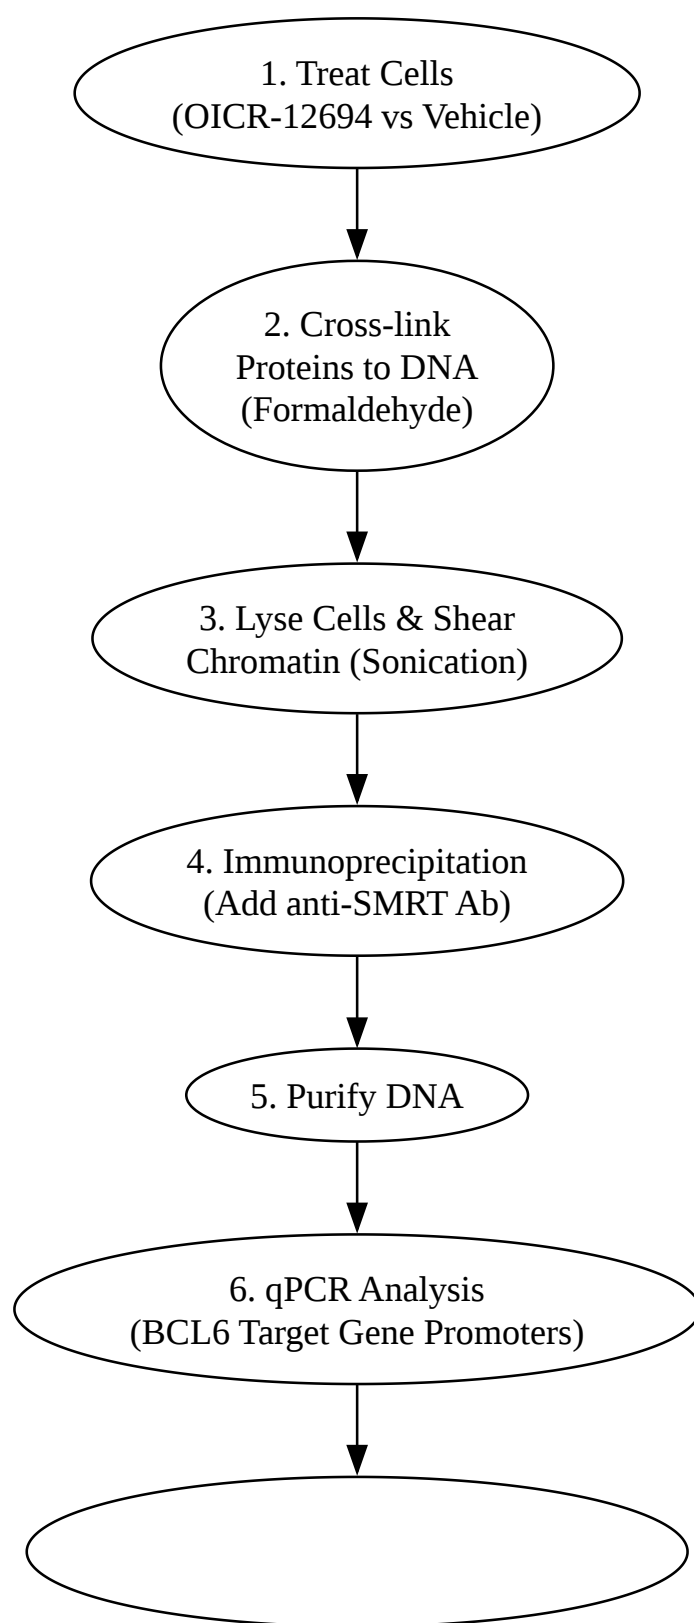 1. Treat Cells
(OICR-12694 vs Vehicle)
2. Cross-link
Proteins to DNA
(Formaldehyde)
3. Lyse Cells & Shear
Chromatin (Sonication)
4. Immunoprecipitation
(Add anti-SMRT Ab)
5. Purify DNA
6. qPCR Analysis
(BCL6 Target Gene Promoters)